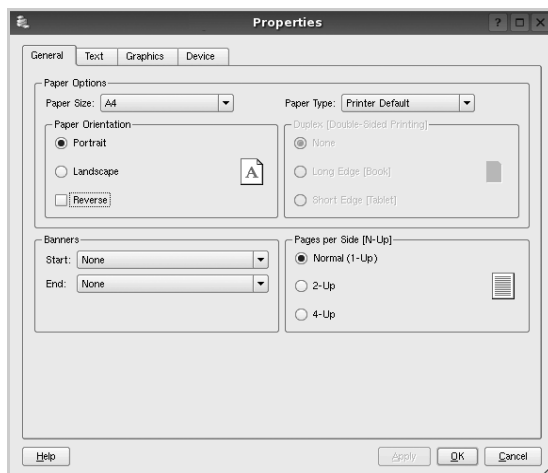 Properties
General Text Graphics Device
Paper Options
Paper Size: A4 Paper Type: Printer Default
Paper Orientation Duplex [Double-Sided Printing]
Portrait None
Landscape Long Edge [Book]
Reverse Short Edge [Tablet]
A
Banners Pages per Side [N-Up]
Start: None Normal (1-Up)
End: None 2-Up
4-Up
Help Apply OK Cancel